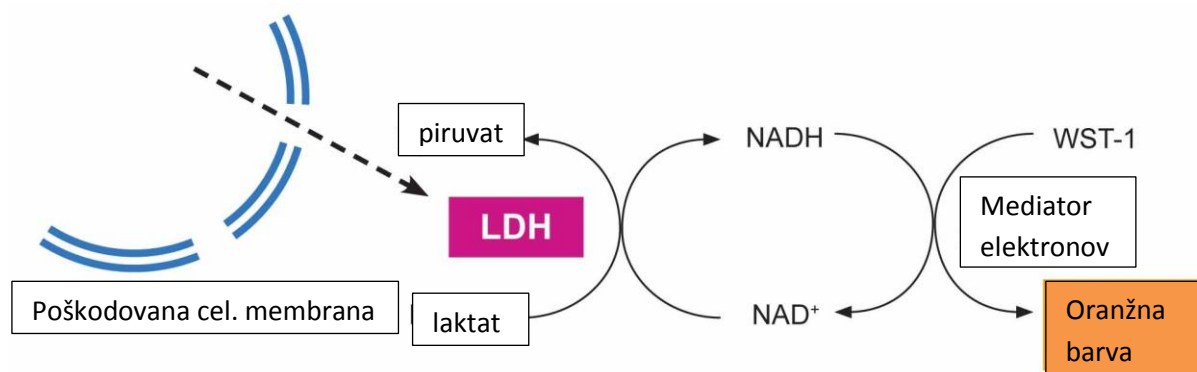 piruvat
NADH
WST-1
LDH
Mediator
elektronov
Poškodovana cel. membrana
laktat
NAD⁺
Oranžna
barva